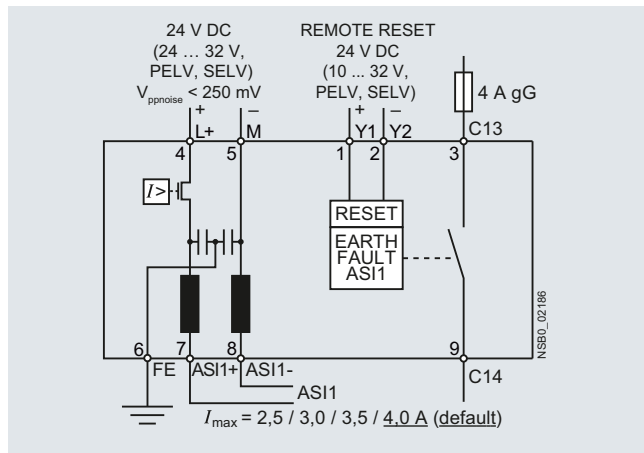 24 V DC
(24 ... 32 V,
PELV, SELV)
Vppnoise < 250 mV
REMOTE RESET
24 V DC
(10 ... 32 V,
PELV, SELV)
4 A gG
+
–
+
–
L+
M
Y1
Y2
C13
4
5
1
2
3
I>
RESET
EARTH
FAULT
ASI1
NSB0_02186
6
7
8
9
FE
ASI1+
ASI1-
C14
ASI1
Imax = 2,5 / 3,0 / 3,5 / 4,0 A (default)